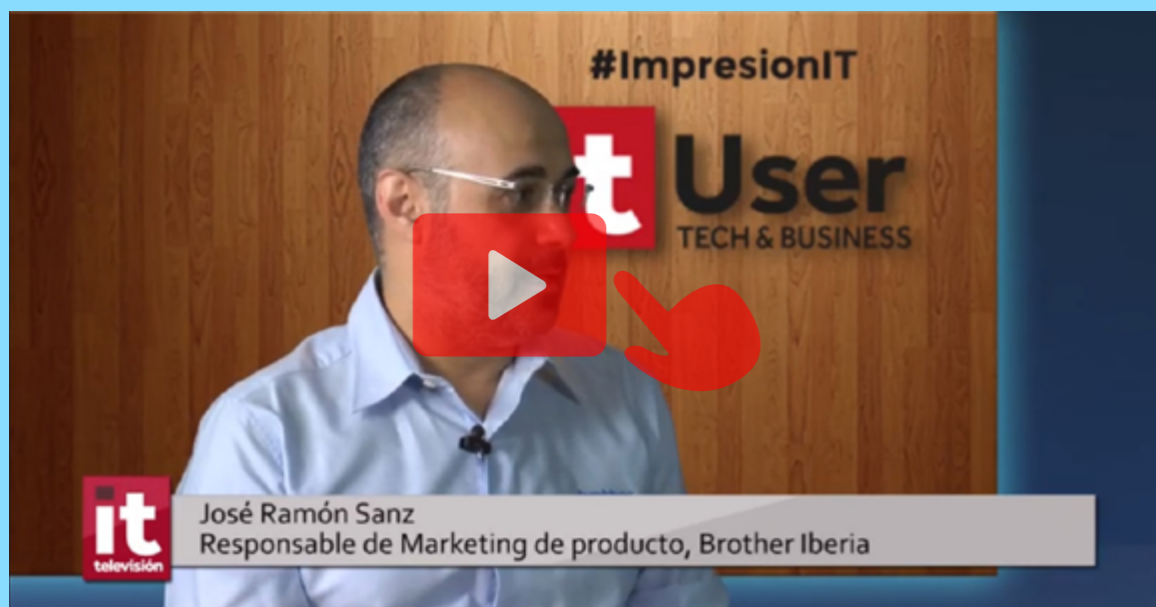 #ImpresionIT
it User
TECH & BUSINESS
it
televisión
José Ramón Sanz
Responsable de Marketing de producto, Brother Iberia